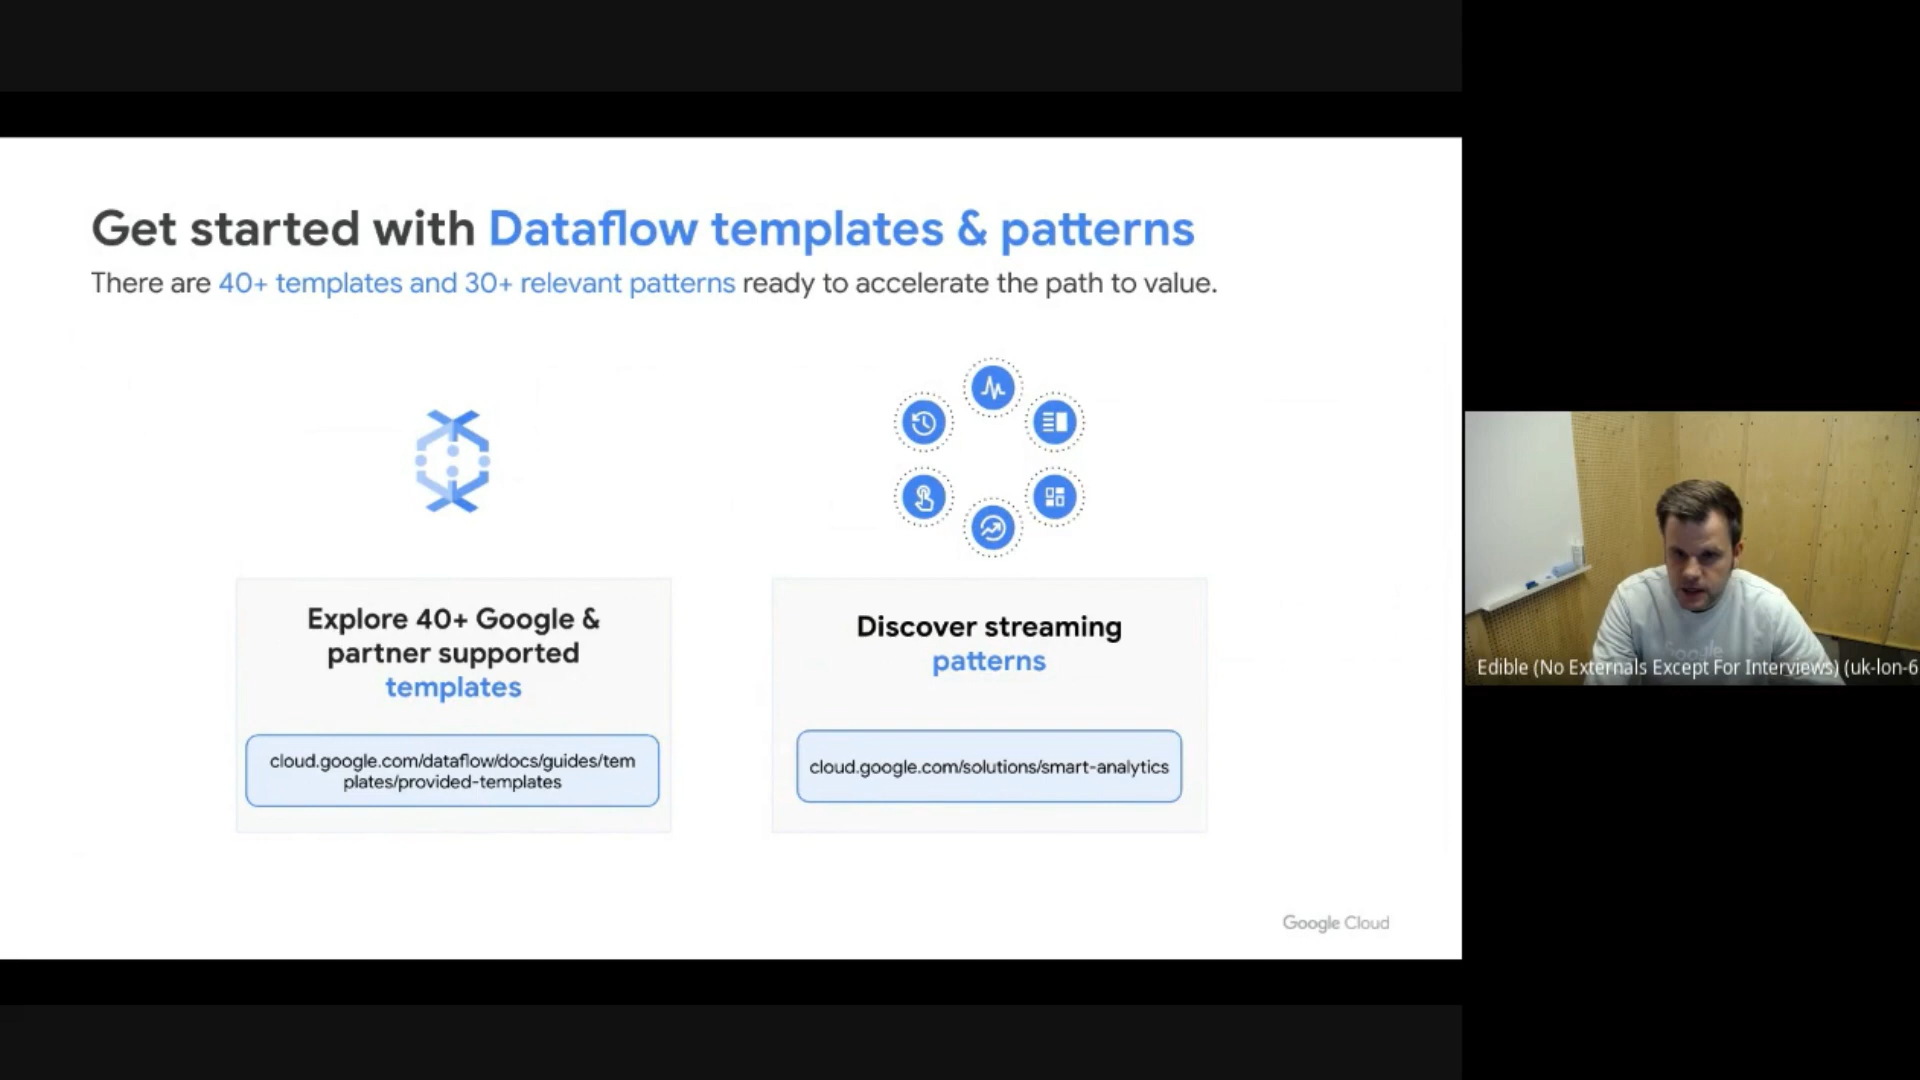 Get started with Dataflow templates & patterns
There are 40+ templates and 30+ relevant patterns ready to accelerate the path to value.
Explore 40+ Google &
partner supported
templates
cloud.google.com/dataflow/docs/guides/tem
plates/provided-templates
Discover streaming
patterns
cloud.google.com/solutions/smart-analytics
Google Cloud
Google
Edible (No Externals Except For Interviews) (uk-lon-6